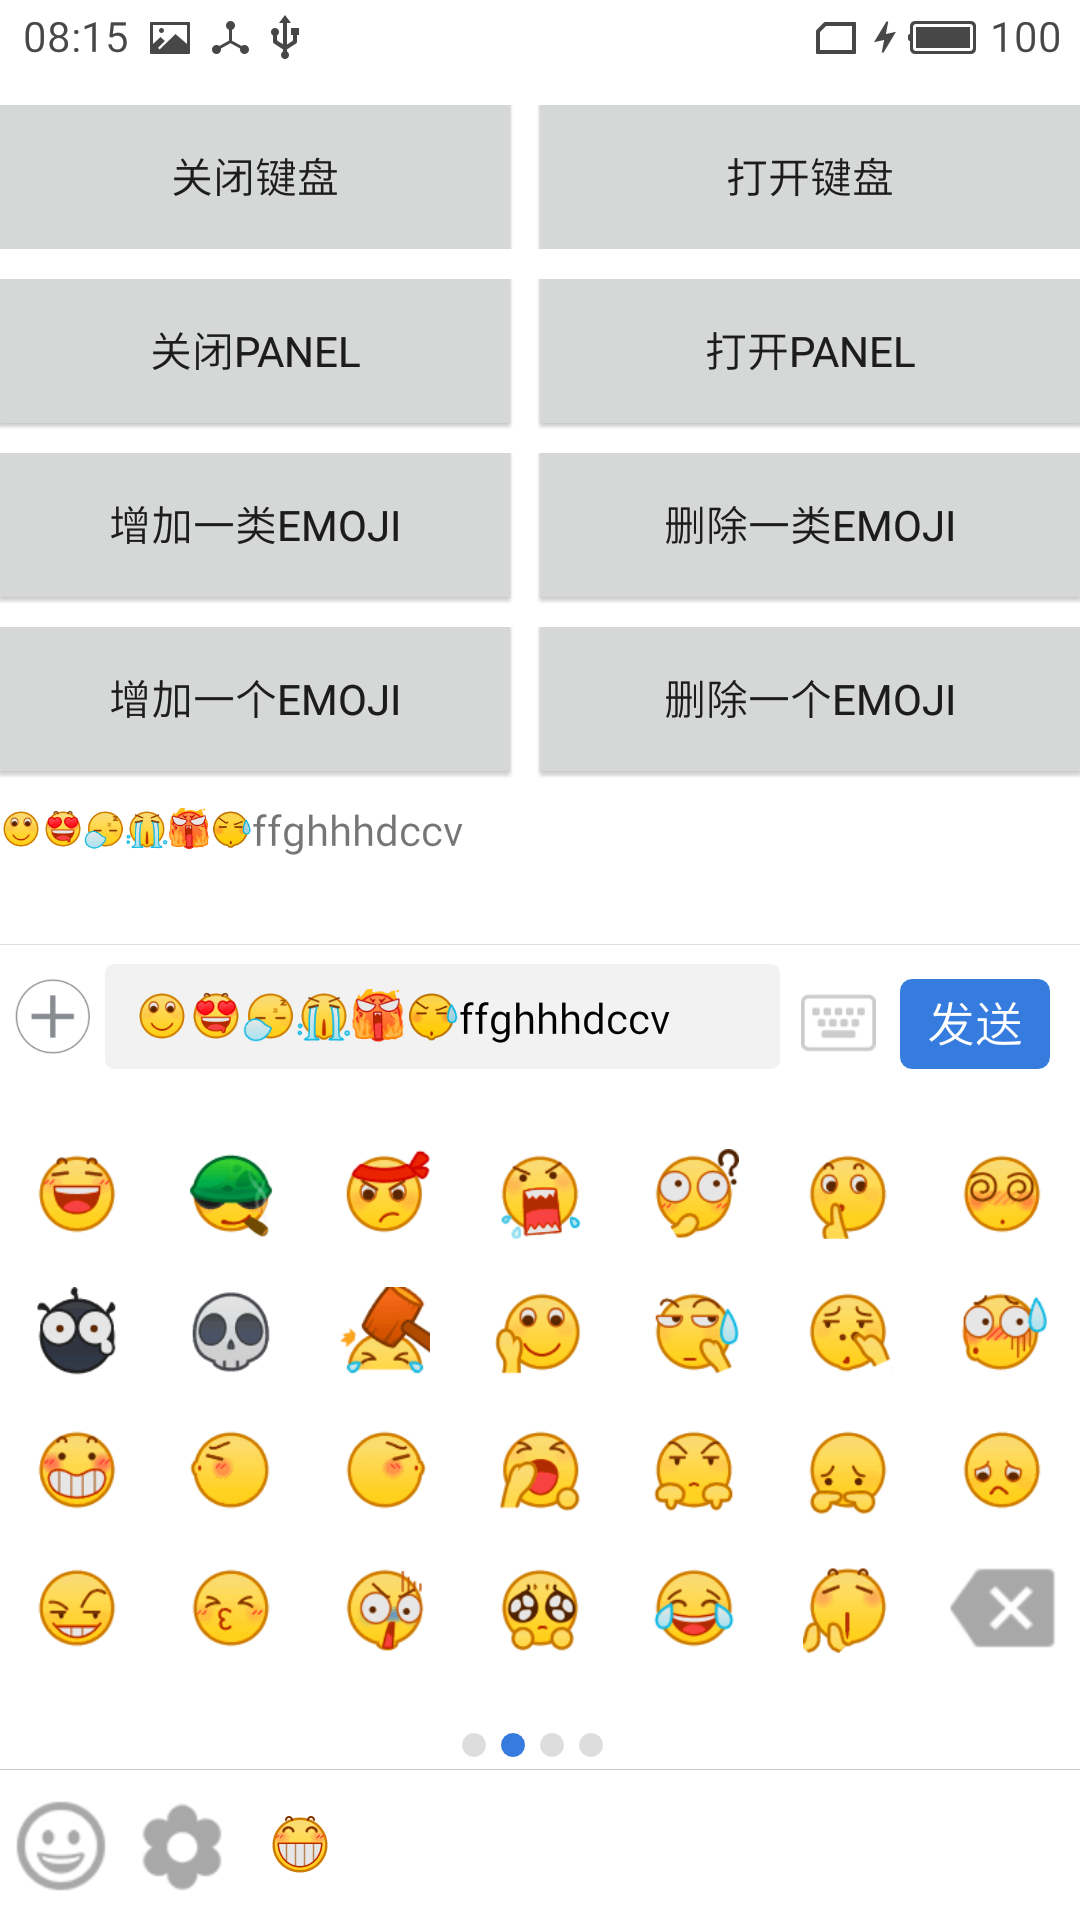 08:15 100
关闭键盘 打开键盘
关闭PANEL 打开PANEL
增加一类EMOJI 删除一类EMOJI
增加一个EMOJI 删除一个EMOJI
ffghhhdccv
ffghhhdccv 发送